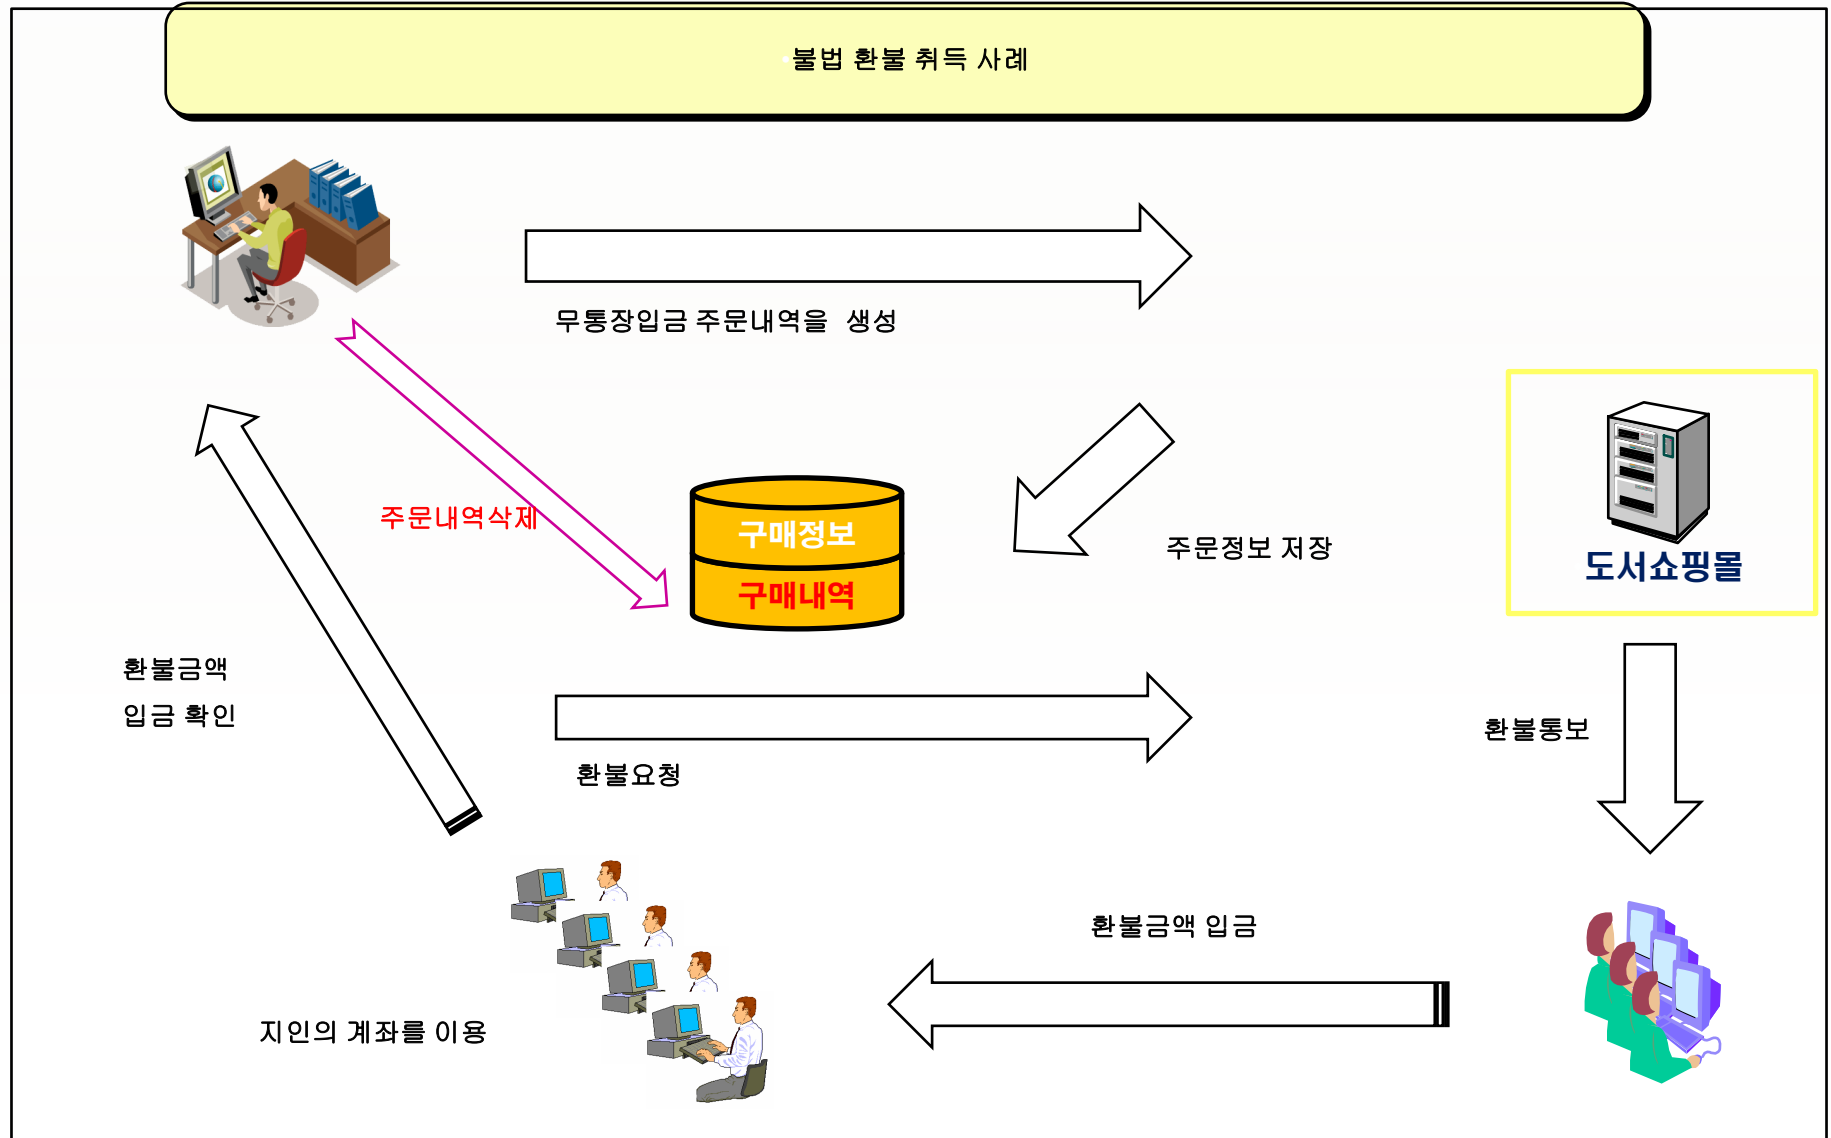 불법 환불 취득 사례
무통장입금 주문내역을 생성
주문내역삭제
구매정보
구매내역
주문정보 저장
도서쇼핑몰
환불금액
입금 확인
환불요청
환불통보
환불금액 입금
지인의 계좌를 이용